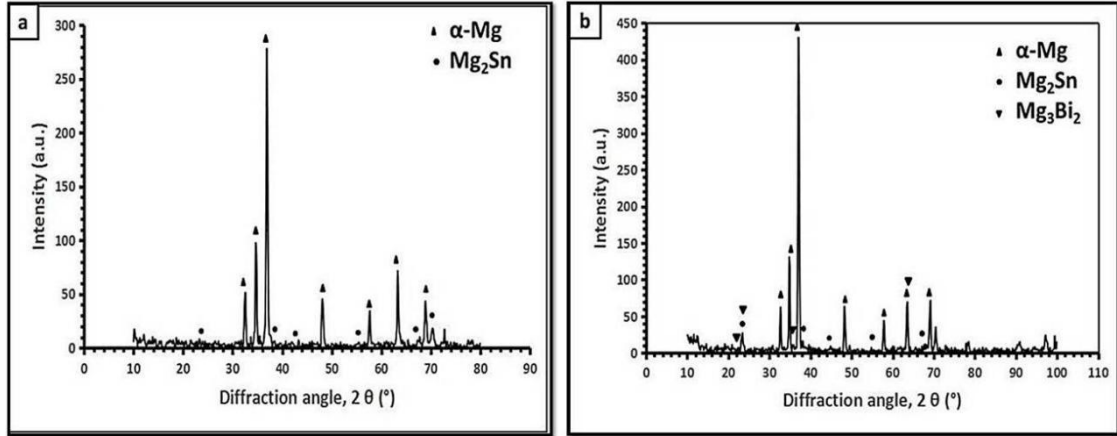 a
α-Mg
Mg₂Sn
300
250
200
150
100
50
0
Intensity (a.u.)
0 10 20 30 40 50 60 70 80 90
Diffraction angle, 2 θ (°)
b
α-Mg
Mg₂Sn
Mg₃Bi₂
450
400
350
300
250
200
150
100
50
0
Intensity (a.u.)
0 10 20 30 40 50 60 70 80 90 100 110
Diffraction angle, 2 θ (°)